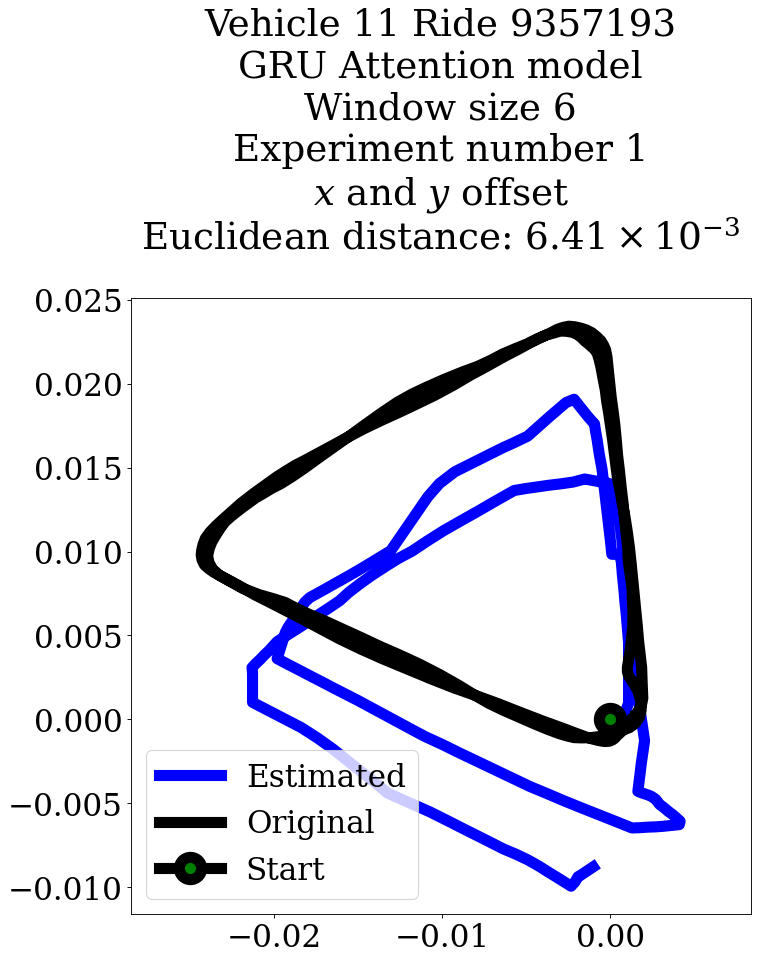 Vehicle 11 Ride 9357193
GRU Attention model
Window size 6
Experiment number 1
x and y offset
Euclidean distance: 6.41 × 10⁻³
0.025
0.020
0.015
0.010
0.005
0.000
−0.005
−0.010
Estimated
Original
Start
−0.02 −0.01 0.00